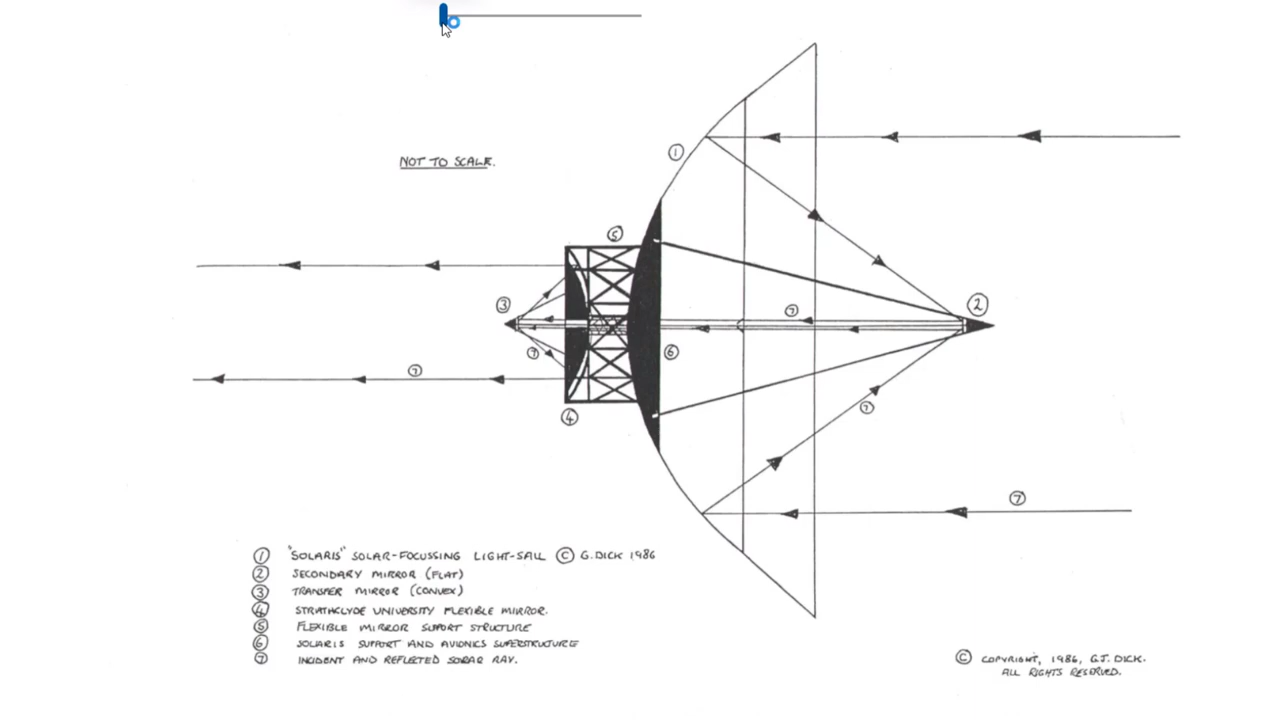 NOT TO SCALE.
①
⑤
③
②
⑦
⑦
⑥
⑦
④
⑦
⑦
① "SOLARIS" SOLAR-FOCUSSING LIGHT-SAIL © G.DICK 1986
② SECONDARY MIRROR (FLAT)
③ TRANSFER MIRROR (CONVEX)
④ STRATHCLYDE UNIVERSITY FLEXIBLE MIRROR.
⑤ FLEXIBLE MIRROR SUPPORT STRUCTURE
⑥ SOLARIS SUPPORT AND AVIONICS SUPERSTRUCTURE
⑦ INCIDENT AND REFLECTED SOLAR RAY.
© COPYRIGHT, 1986, G.J. DICK.
ALL RIGHTS RESERVED.